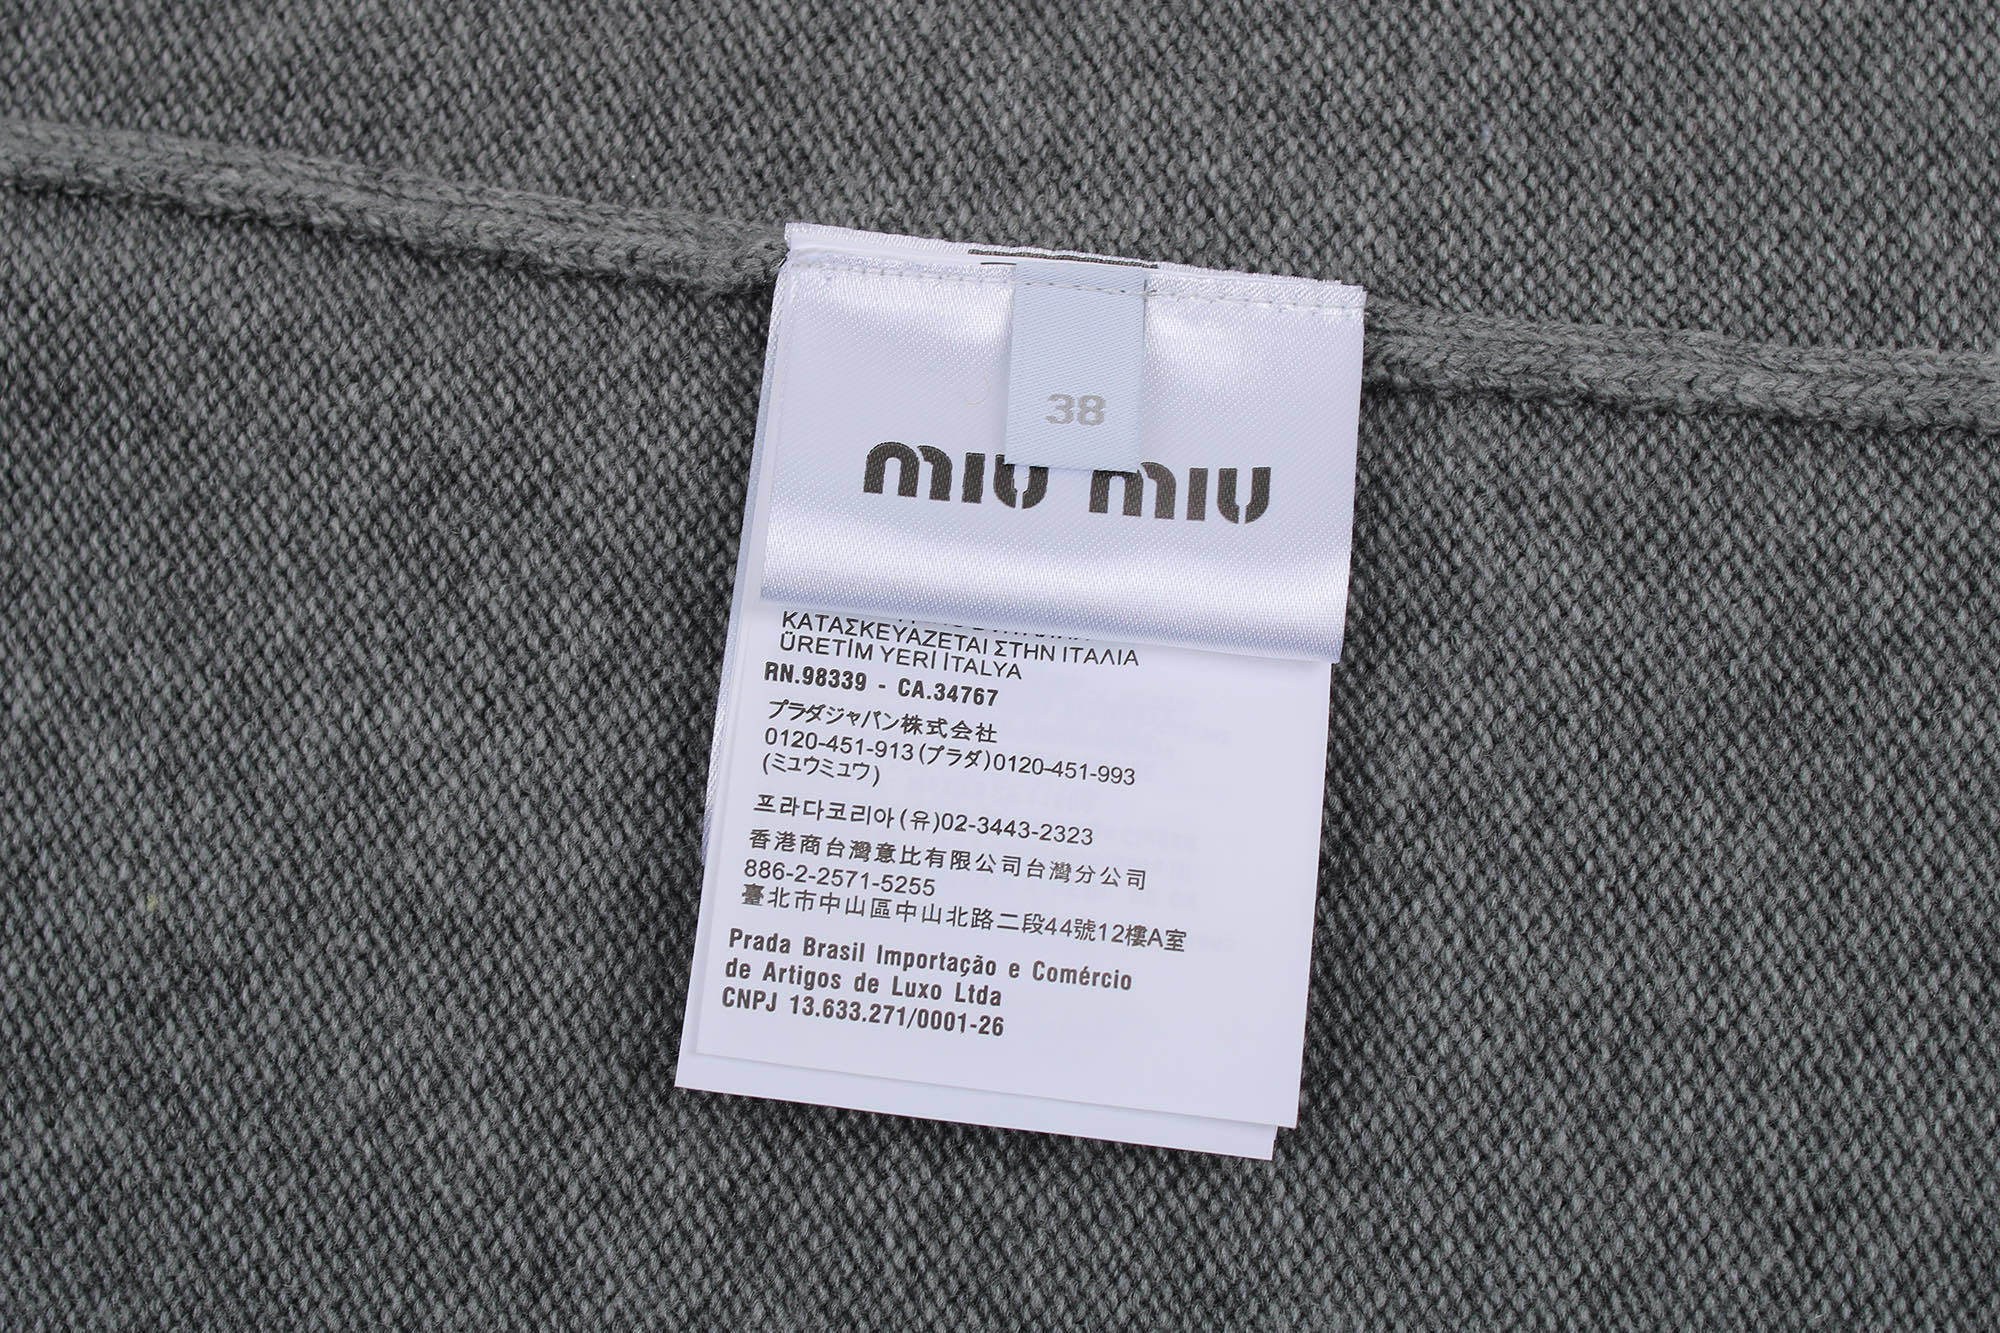 38
miu miu
ΚΑΤΑΣΚΕΥΑΖΕΤΑΙ ΣΤΗΝ ΙΤΑΛΙΑ
ÜRETİM YERİ İTALYA
RN.98339 - CA.34767
プラダジャパン株式会社
0120-451-913(プラダ)0120-451-993
(ミュウミュウ)
프라다코리아(유)02-3443-2323
香港商台灣意比有限公司台灣分公司
886-2-2571-5255
臺北市中山區中山北路二段44號12樓A室
Prada Brasil Importação e Comércio
de Artigos de Luxo Ltda
CNPJ 13.633.271/0001-26